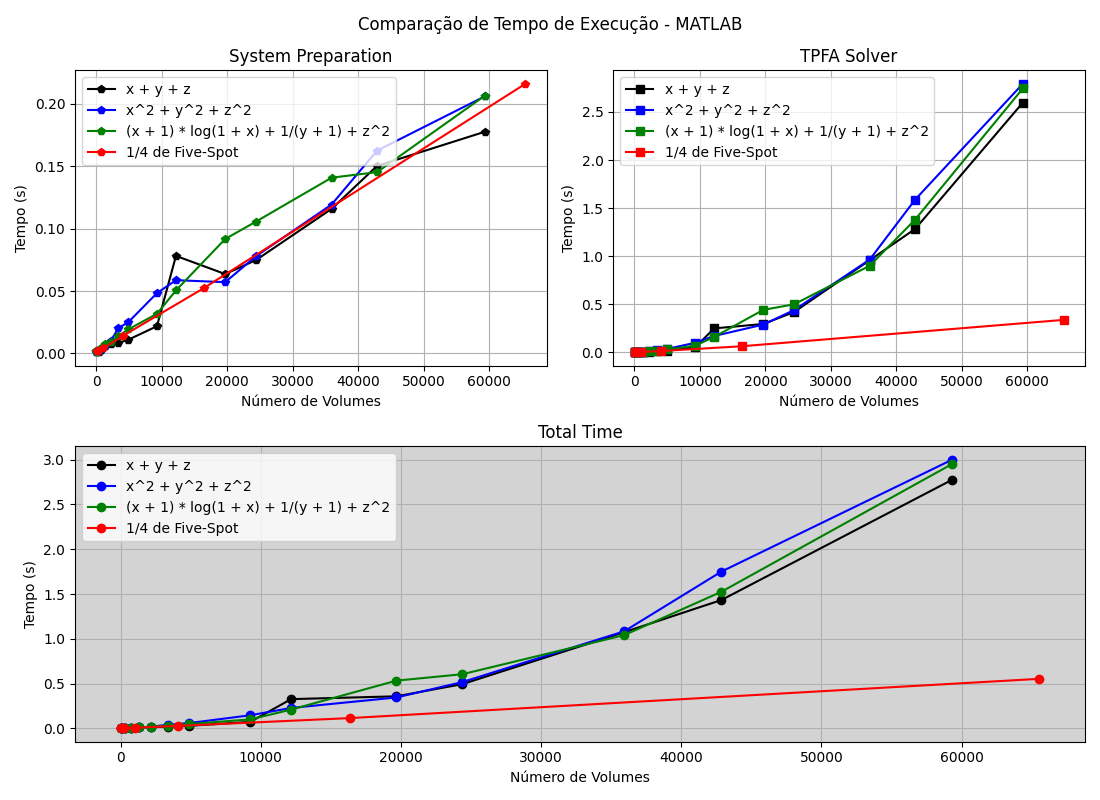 Comparação de Tempo de Execução - MATLAB
System Preparation
x + y + z
x^2 + y^2 + z^2
(x + 1) * log(1 + x) + 1/(y + 1) + z^2
1/4 de Five-Spot
Tempo (s)
0.20
0.15
0.10
0.05
0.00
0 10000 20000 30000 40000 50000 60000
Número de Volumes
TPFA Solver
x + y + z
x^2 + y^2 + z^2
(x + 1) * log(1 + x) + 1/(y + 1) + z^2
1/4 de Five-Spot
Tempo (s)
2.5
2.0
1.5
1.0
0.5
0.0
0 10000 20000 30000 40000 50000 60000
Número de Volumes
Total Time
x + y + z
x^2 + y^2 + z^2
(x + 1) * log(1 + x) + 1/(y + 1) + z^2
1/4 de Five-Spot
Tempo (s)
3.0
2.5
2.0
1.5
1.0
0.5
0.0
0 10000 20000 30000 40000 50000 60000
Número de Volumes